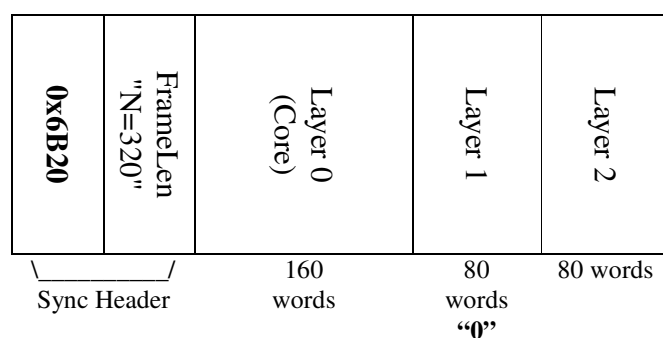 0x6B20
FrameLen
"N=320"
Layer 0
(Core)
Layer 1
Layer 2
\__________/
Sync Header
160
words
80
words
“0”
80 words